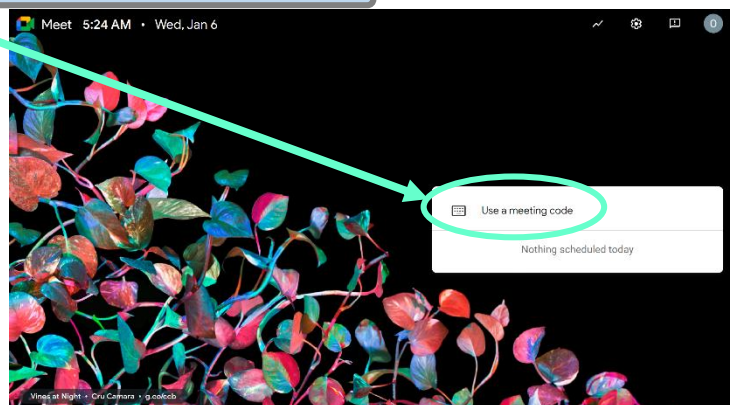 Meet 5:24 AM • Wed, Jan 6
O
Use a meeting code
Nothing scheduled today
Vines at Night • Cru Camara • g.co/ccb